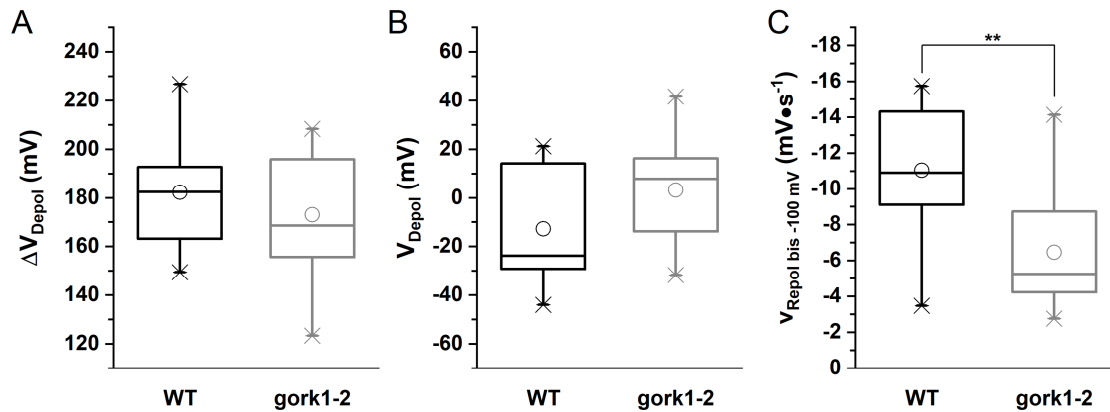 A
ΔV_Depol (mV)
240
220
200
180
160
140
120
WT
gork1-2
B
V_Depol (mV)
60
40
20
0
-20
-40
-60
WT
gork1-2
C
v_Repol bis -100 mV (mV●s⁻¹)
-18
-16
-14
-12
-10
-8
-6
-4
-2
0
**
WT
gork1-2